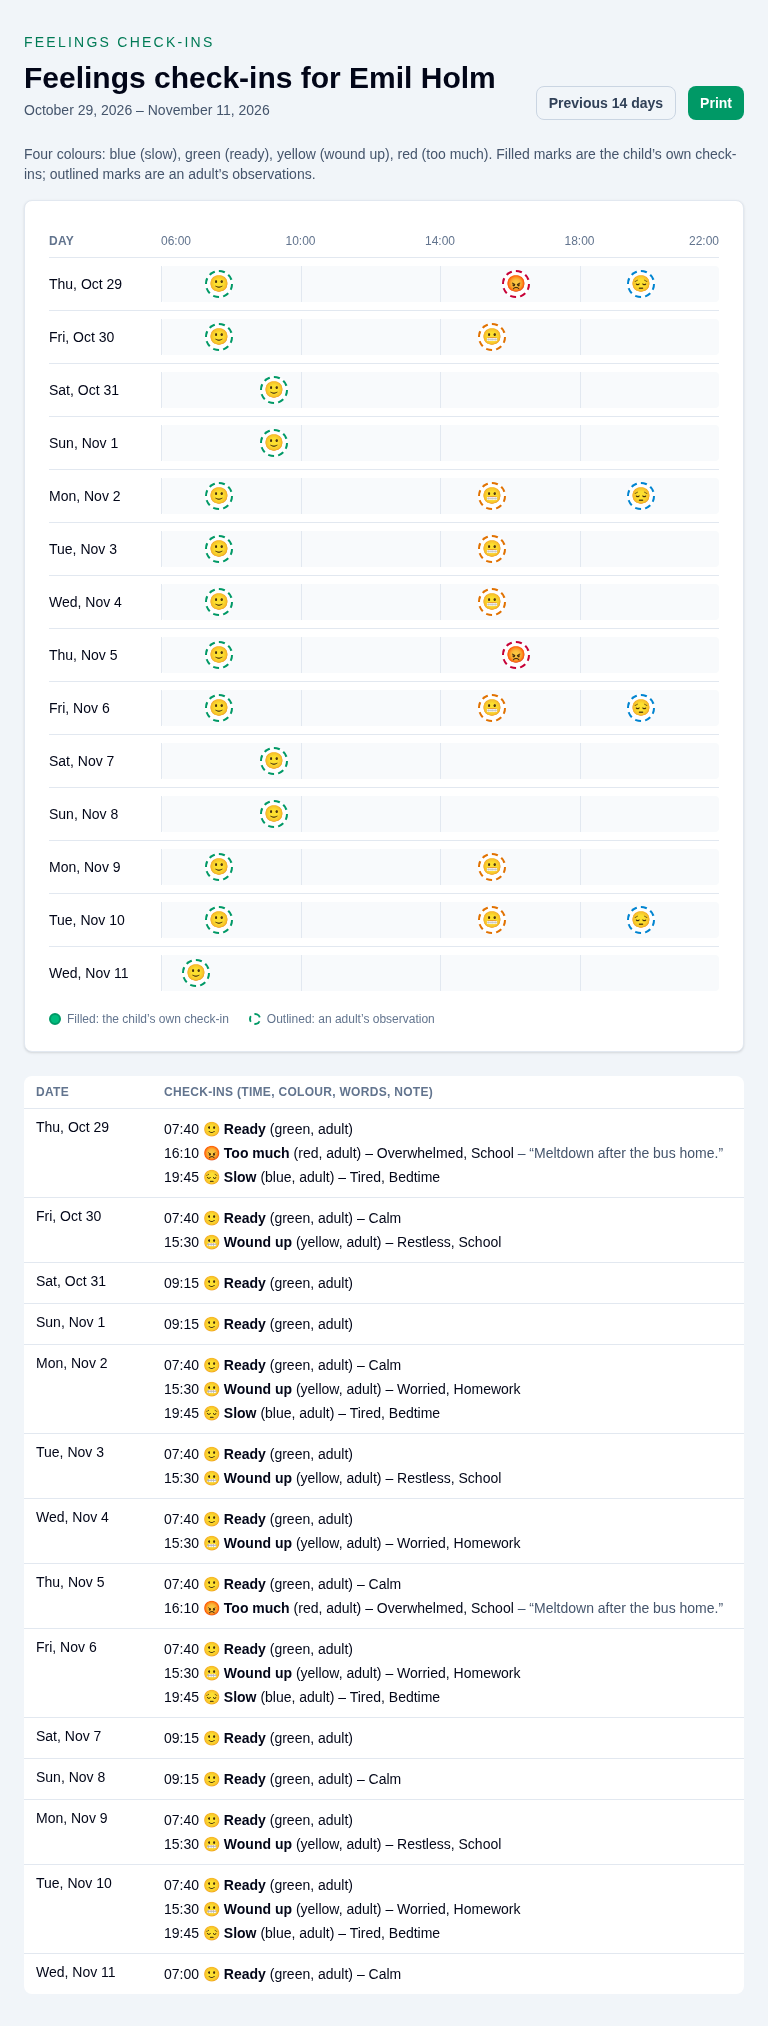 FEELINGS CHECK-INS
Feelings check-ins for Emil Holm
October 29, 2026 – November 11, 2026
Previous 14 days
Print
Four colours: blue (slow), green (ready), yellow (wound up), red (too much). Filled marks are the child’s own check-
ins; outlined marks are an adult’s observations.
DAY 06:00 10:00 14:00 18:00 22:00
Thu, Oct 29
Fri, Oct 30
Sat, Oct 31
Sun, Nov 1
Mon, Nov 2
Tue, Nov 3
Wed, Nov 4
Thu, Nov 5
Fri, Nov 6
Sat, Nov 7
Sun, Nov 8
Mon, Nov 9
Tue, Nov 10
Wed, Nov 11
Filled: the child’s own check-in Outlined: an adult’s observation
DATE CHECK-INS (TIME, COLOUR, WORDS, NOTE)
Thu, Oct 29 07:40 🙂 Ready (green, adult)
16:10 😡 Too much (red, adult) – Overwhelmed, School – “Meltdown after the bus home.”
19:45 😔 Slow (blue, adult) – Tired, Bedtime
Fri, Oct 30 07:40 🙂 Ready (green, adult) – Calm
15:30 😬 Wound up (yellow, adult) – Restless, School
Sat, Oct 31 09:15 🙂 Ready (green, adult)
Sun, Nov 1 09:15 🙂 Ready (green, adult)
Mon, Nov 2 07:40 🙂 Ready (green, adult) – Calm
15:30 😬 Wound up (yellow, adult) – Worried, Homework
19:45 😔 Slow (blue, adult) – Tired, Bedtime
Tue, Nov 3 07:40 🙂 Ready (green, adult)
15:30 😬 Wound up (yellow, adult) – Restless, School
Wed, Nov 4 07:40 🙂 Ready (green, adult)
15:30 😬 Wound up (yellow, adult) – Worried, Homework
Thu, Nov 5 07:40 🙂 Ready (green, adult) – Calm
16:10 😡 Too much (red, adult) – Overwhelmed, School – “Meltdown after the bus home.”
Fri, Nov 6 07:40 🙂 Ready (green, adult)
15:30 😬 Wound up (yellow, adult) – Worried, Homework
19:45 😔 Slow (blue, adult) – Tired, Bedtime
Sat, Nov 7 09:15 🙂 Ready (green, adult)
Sun, Nov 8 09:15 🙂 Ready (green, adult) – Calm
Mon, Nov 9 07:40 🙂 Ready (green, adult)
15:30 😬 Wound up (yellow, adult) – Restless, School
Tue, Nov 10 07:40 🙂 Ready (green, adult)
15:30 😬 Wound up (yellow, adult) – Worried, Homework
19:45 😔 Slow (blue, adult) – Tired, Bedtime
Wed, Nov 11 07:00 🙂 Ready (green, adult) – Calm